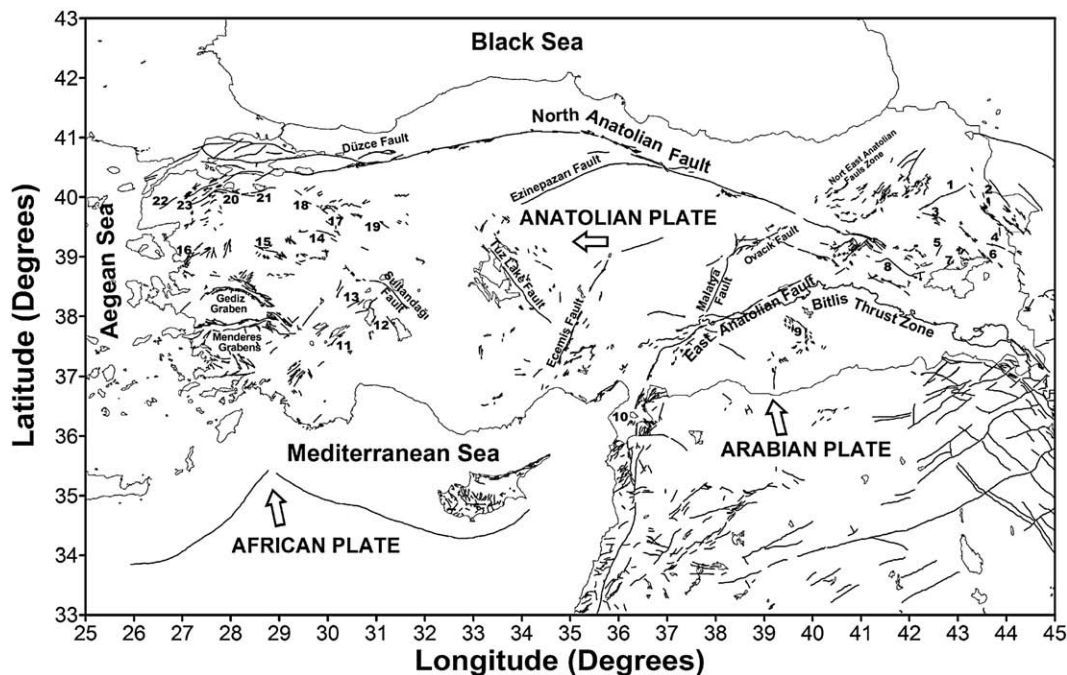 43
42
41
40
39
38
37
36
35
34
33
Latitude (Degrees)
Black Sea
North Anatolian Fault
Düzce Fault
Ezinepazarı Fault
Nort East Anatolian
Fauls Zone
1
2
22
23
20
21
18
17
19
3
ANATOLIAN PLATE
Aegean Sea
16
15
14
Tuz Lake Fault
Ovacık Fault
5
4
8
7
6
Gediz
Graben
13
Sultandağı
Fault
Malatya
Fault
12
Ecemis Fault
East Anatolian Fault
Bitlis Thrust Zone
9
Menderes
Grabens
11
10
Mediterranean Sea
ARABIAN PLATE
AFRICAN PLATE
25 26 27 28 29 30 31 32 33 34 35 36 37 38 39 40 41 42 43 44 45
Longitude (Degrees)